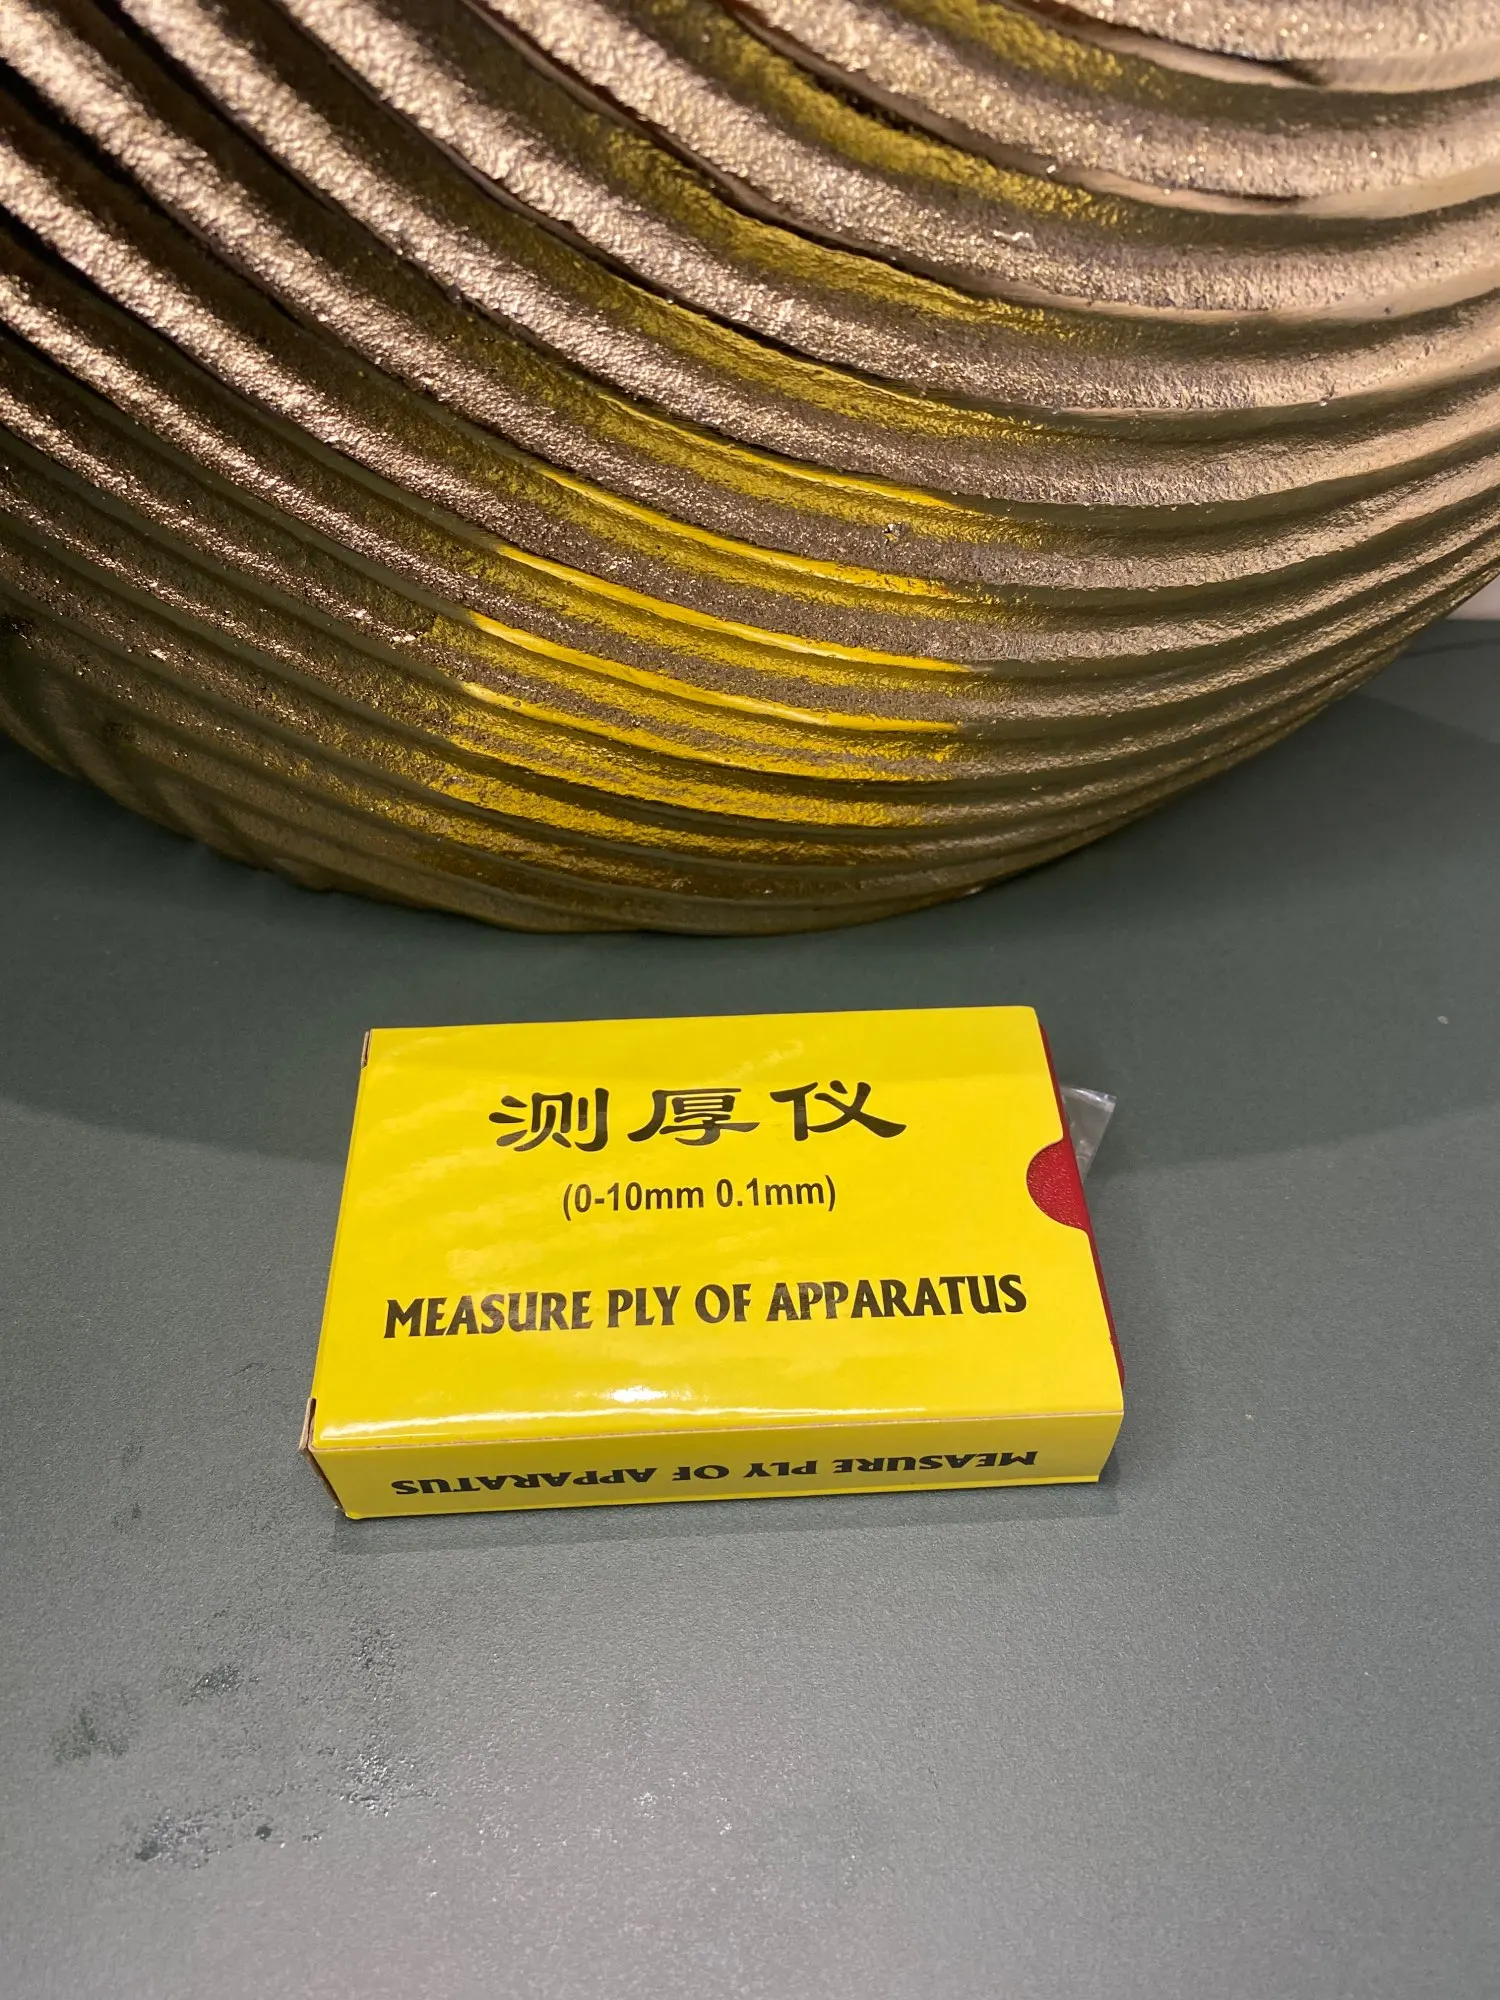 测厚仪
(0-10mm 0.1mm)
MEASURE PLY OF APPARATUS
MEASURE PLY OF APPARATUS